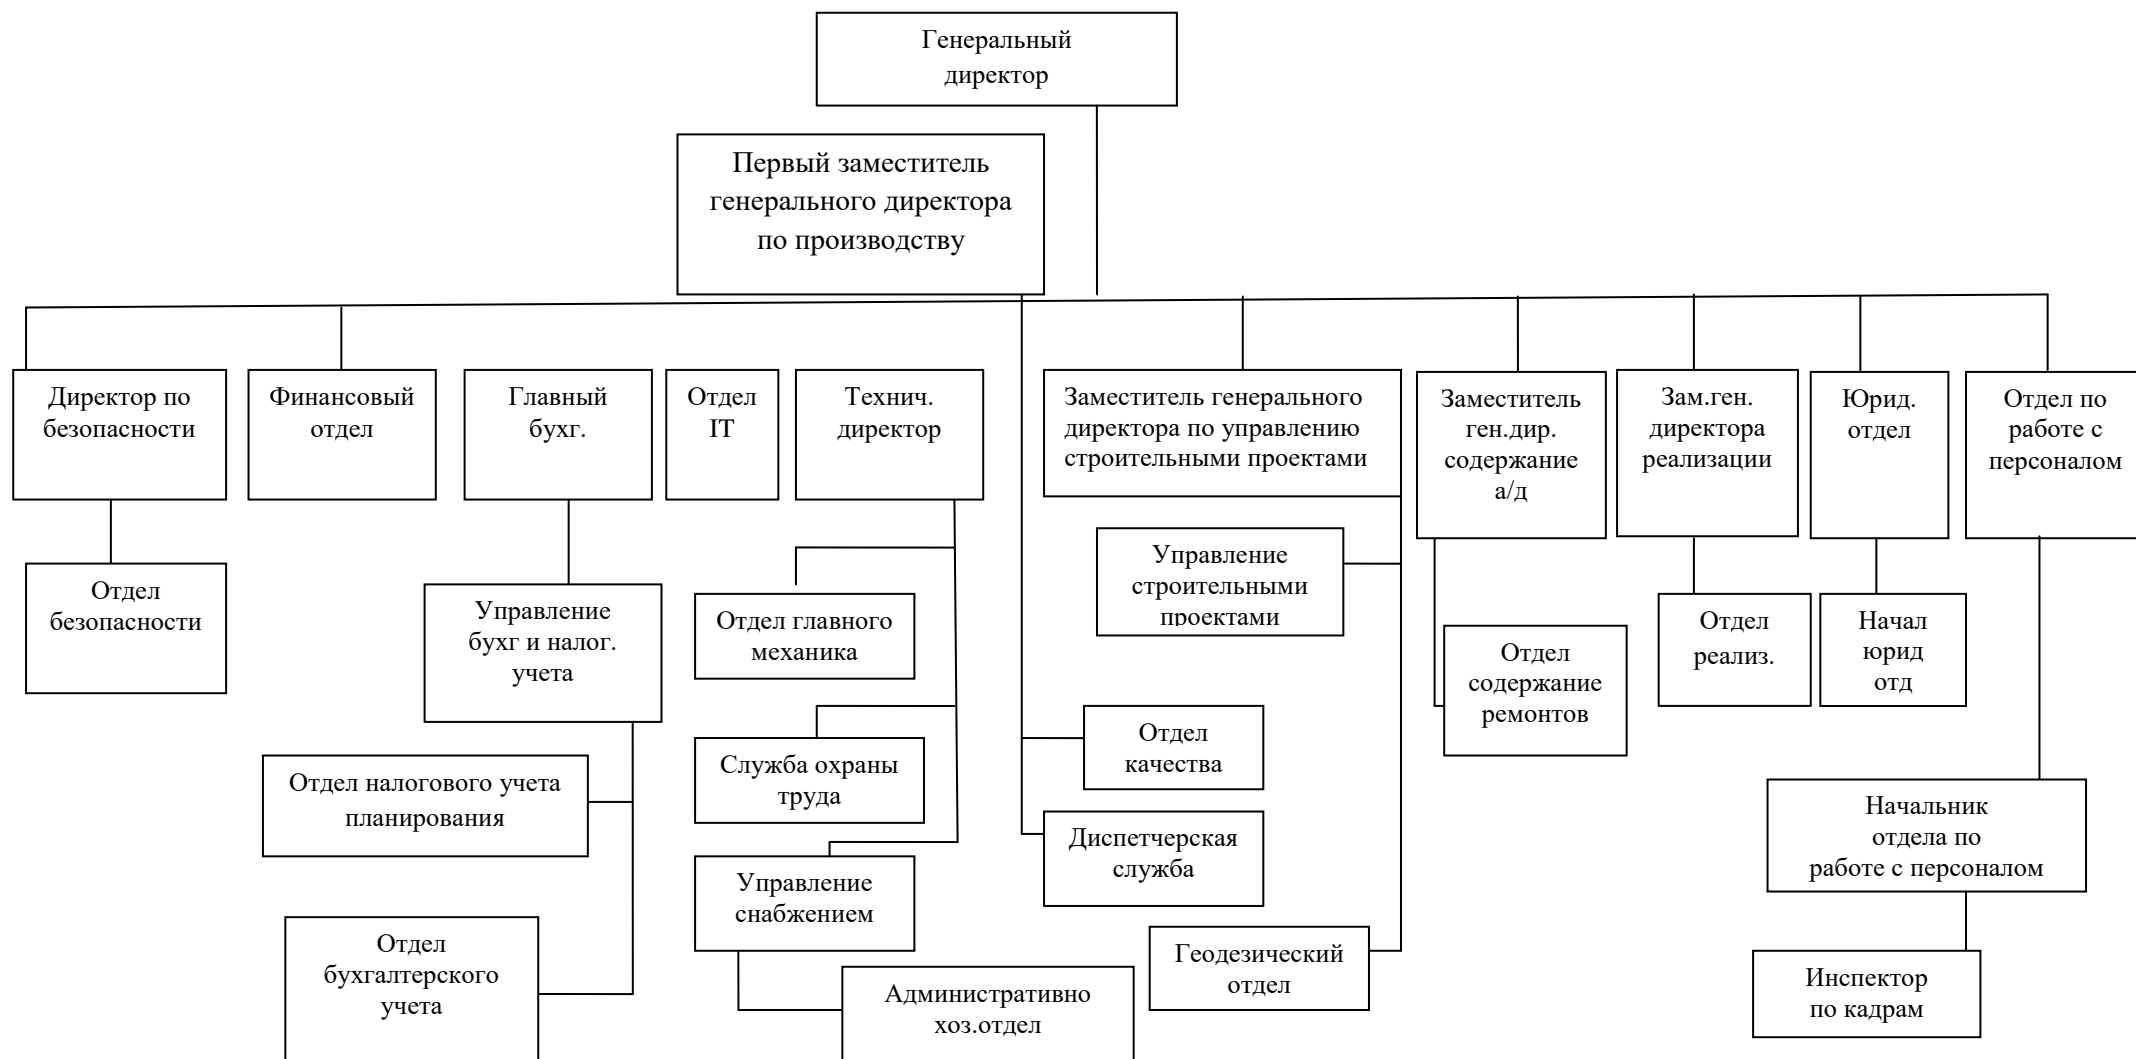 Генеральный
директор
Первый заместитель
генерального директора
по производству
Директор по
безопасности
Финансовый
отдел
Главный
бухг.
Отдел
IT
Технич.
директор
Заместитель генерального
директора по управлению
строительными проектами
Заместитель
ген.дир.
содержание
а/д
Зам.ген.
директора
реализации
Юрид.
отдел
Отдел по
работе с
персоналом
Отдел
безопасности
Управление
бухг и налог.
учета
Отдел главного
механика
Управление
строительными
проектами
Отдел
содержание
ремонтов
Отдел
реализ.
Начал
юрид
отд
Отдел налогового учета
планирования
Служба охраны
труда
Отдел
качества
Диспетчерская
служба
Начальник
отдела по
работе с персоналом
Управление
снабжением
Отдел
бухгалтерского
учета
Административно
хоз.отдел
Геодезический
отдел
Инспектор
по кадрам